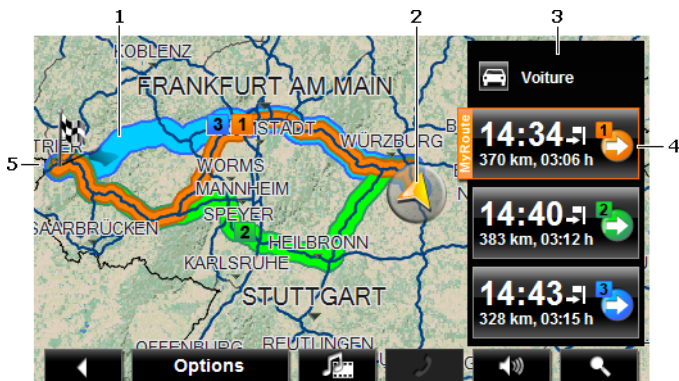 1
2
3
KOBLENZ
FRANKFURT AM MAIN
Voiture
3
1
STADT
WÜRZBURG
B
MyRoute
14:34
1
370 km, 03:06 h
4
TRIER
5
WORMS
MANNHEIM
N
14:40
2
383 km, 03:12 h
SPEYER
SAARBRÜCKEN
2
HEILBRONN
KARLSRUHE
14:43
3
328 km, 03:15 h
STUTTGART
OFFENBURG
REUTLINGEN
Options